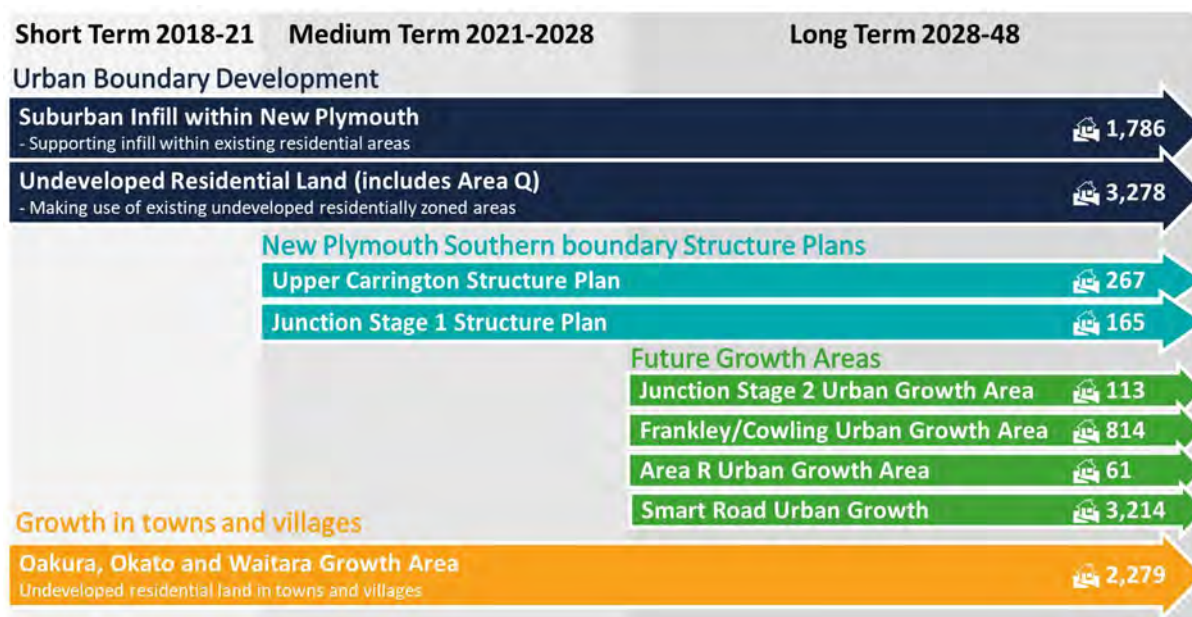 Short Term 2018-21 Medium Term 2021-2028 Long Term 2028-48
Urban Boundary Development
Suburban Infill within New Plymouth 1,786
- Supporting infill within existing residential areas
Undeveloped Residential Land (includes Area Q) 3,278
- Making use of existing undeveloped residentially zoned areas
New Plymouth Southern boundary Structure Plans
Upper Carrington Structure Plan 267
Junction Stage 1 Structure Plan 165
Future Growth Areas
Junction Stage 2 Urban Growth Area 113
Frankley/Cowling Urban Growth Area 814
Area R Urban Growth Area 61
Smart Road Urban Growth 3,214
Growth in towns and villages
Oakura, Okato and Waitara Growth Area 2,279
Undeveloped residential land in towns and villages